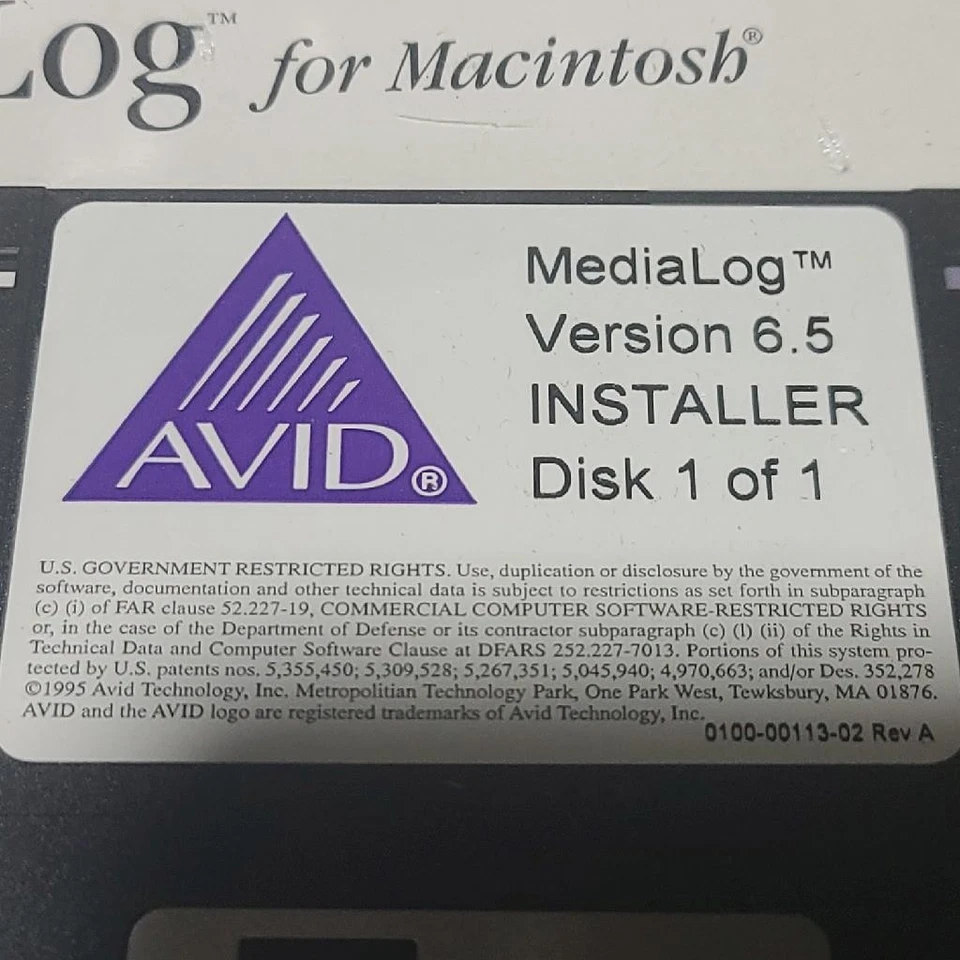 Log™ for Macintosh®
AVID®
MediaLog™
Version 6.5
INSTALLER
Disk 1 of 1
U.S. GOVERNMENT RESTRICTED RIGHTS. Use, duplication or disclosure by the government of the
software, documentation and other technical data is subject to restrictions as set forth in subparagraph
(c) (i) of FAR clause 52.227-19, COMMERCIAL COMPUTER SOFTWARE-RESTRICTED RIGHTS
or, in the case of the Department of Defense or its contractor subparagraph (c) (l) (ii) of the Rights in
Technical Data and Computer Software Clause at DFARS 252.227-7013. Portions of this system pro-
tected by U.S. patents nos. 5,355,450; 5,309,528; 5,267,351; 5,045,940; 4,970,663; and/or Des. 352,278
©1995 Avid Technology, Inc. Metropolitan Technology Park, One Park West, Tewksbury, MA 01876.
AVID and the AVID logo are registered trademarks of Avid Technology, Inc.
0100-00113-02 Rev A